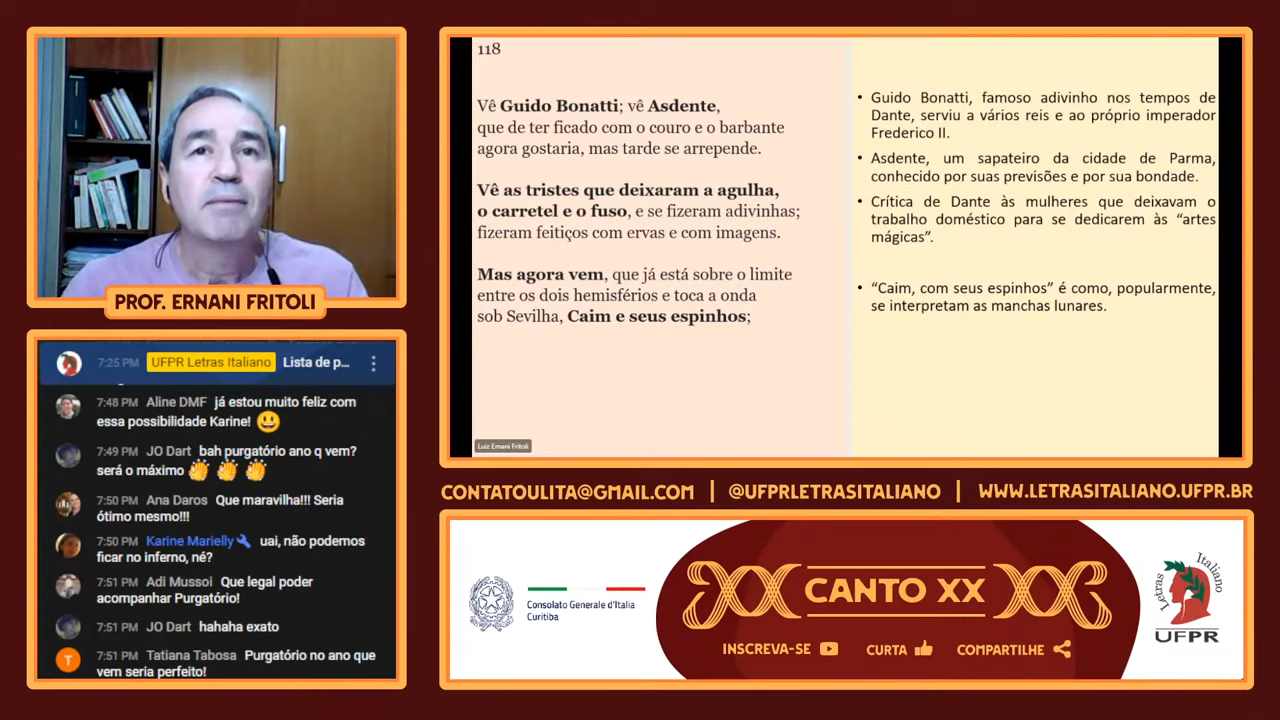 PROF. ERNANI FRITOLI
7:25 PM UFPR Letras Italiano Lista de p...
7:48 PM Aline DMF já estou muito feliz com
essa possibilidade Karine! 😃
7:49 PM JO Dart bah purgatório ano q vem?
será o máximo 👏 👏 👏
7:50 PM Ana Daros Que maravilha!!! Seria
ótimo mesmo!!!
7:50 PM Karine Marielly uai, não podemos
ficar no inferno, né?
7:51 PM Adi Mussoi Que legal poder
acompanhar Purgatório!
7:51 PM JO Dart hahaha exato
T
7:51 PM Tatiana Tabosa Purgatório no ano que
vem seria perfeito!
118
Vê Guido Bonatti; vê Asdente,
que de ter ficado com o couro e o barbante
agora gostaria, mas tarde se arrepende.
Vê as tristes que deixaram a agulha,
o carretel e o fuso, e se fizeram adivinhas;
fizeram feitiços com ervas e com imagens.
Mas agora vem, que já está sobre o limite
entre os dois hemisférios e toca a onda
sob Sevilha, Caim e seus espinhos;
Luiz Ernani Fritoli
• Guido Bonatti, famoso adivinho nos tempos de
Dante, serviu a vários reis e ao próprio imperador
Frederico II.
• Asdente, um sapateiro da cidade de Parma,
conhecido por suas previsões e por sua bondade.
• Crítica de Dante às mulheres que deixavam o
trabalho doméstico para se dedicarem às “artes
mágicas”.
• “Caim, com seus espinhos” é como, popularmente,
se interpretam as manchas lunares.
CONTATOULITA@GMAIL.COM | @UFPRLETRASITALIANO | WWW.LETRASITALIANO.UFPR.BR
Consolato Generale d'Italia
Curitiba
XX CANTO XX XX
INSCREVA-SE CURTA COMPARTILHE
Letras Italiano
UFPR